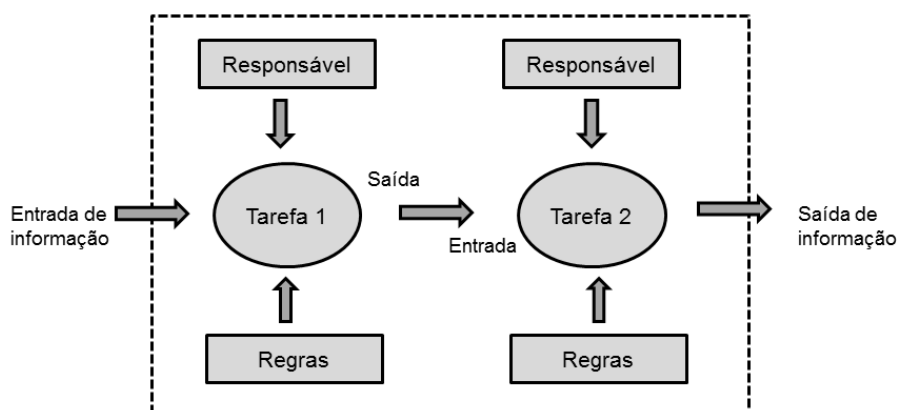 Responsável
Responsável
Saída
Tarefa 1
Tarefa 2
Entrada de
informação
Entrada
Saída de
informação
Regras
Regras